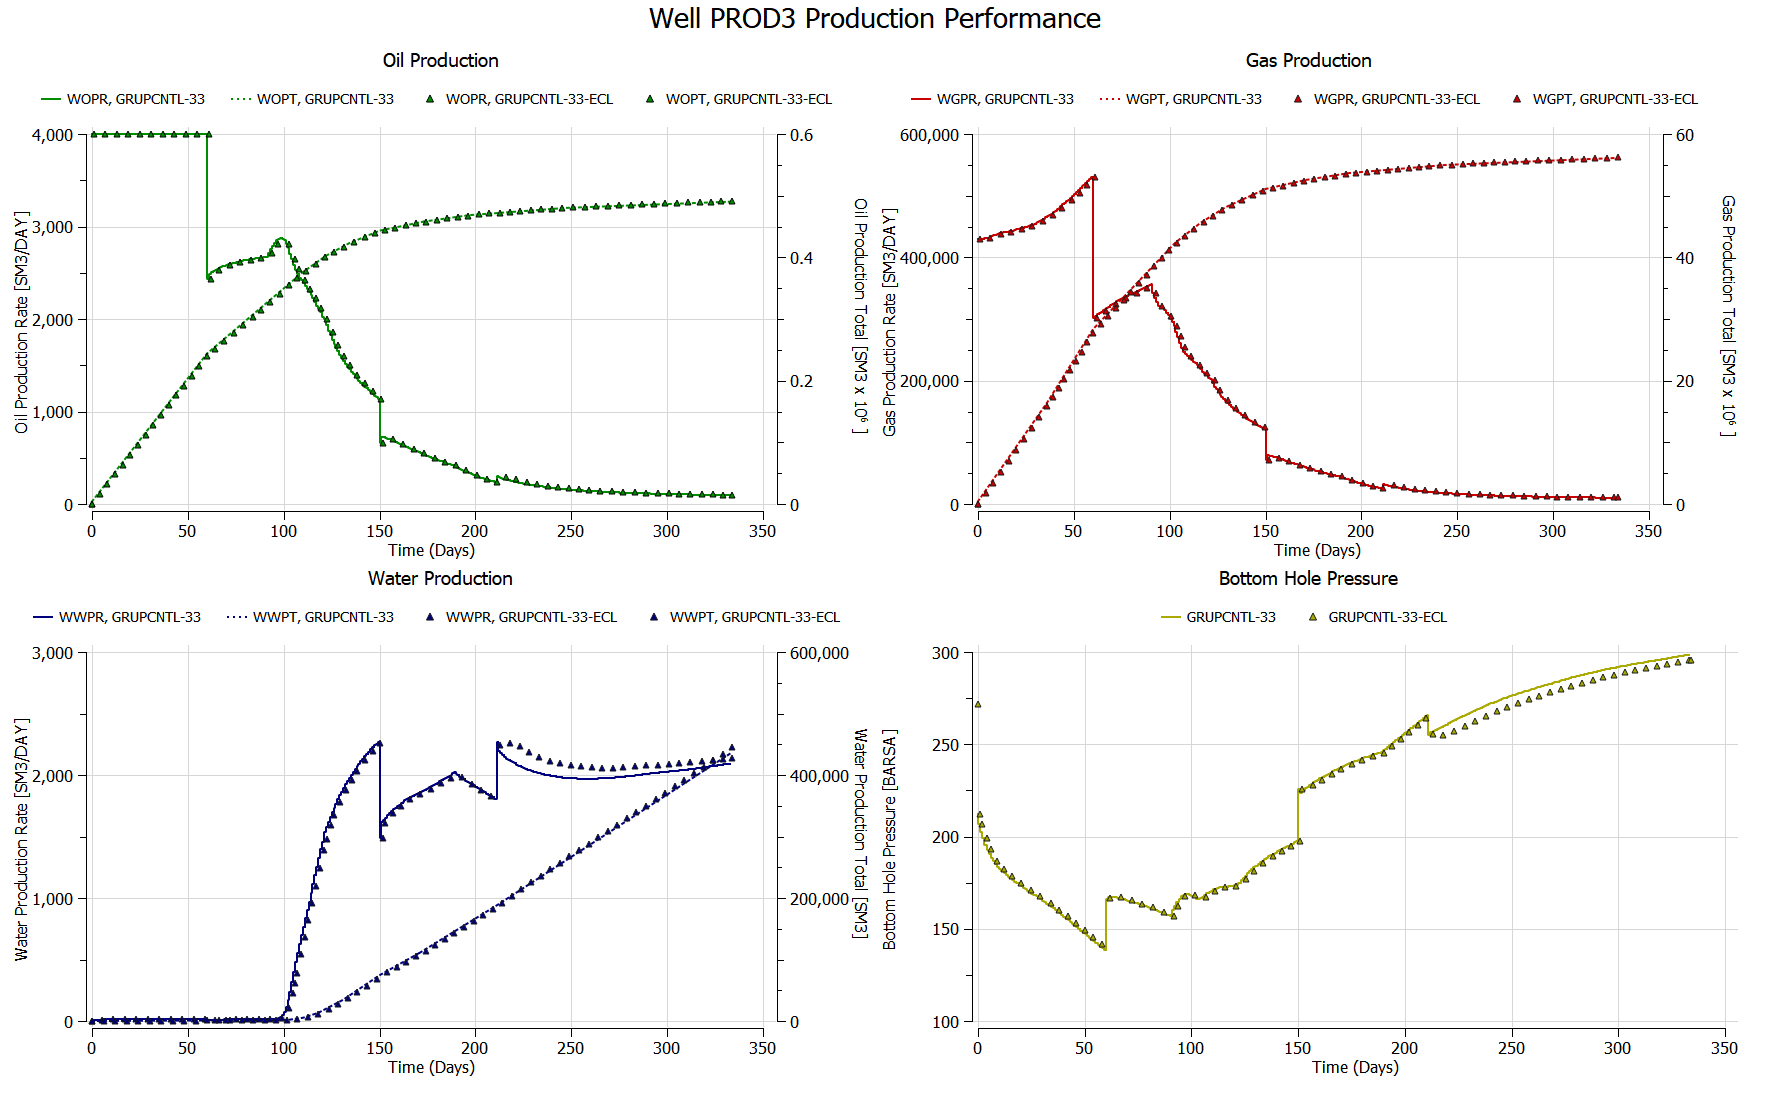 Well PROD3 Production Performance
Oil Production
WOPR, GRUPCNTL-33
WOPT, GRUPCNTL-33
WOPR, GRUPCNTL-33-ECL
WOPT, GRUPCNTL-33-ECL
4,000
3,000
2,000
1,000
0
Oil Production Rate [SM3/DAY]
0.6
0.4
0.2
0
Oil Production Total [SM3 x 10⁶ ]
0 50 100 150 200 250 300 350
Time (Days)
Gas Production
WGPR, GRUPCNTL-33
WGPT, GRUPCNTL-33
WGPR, GRUPCNTL-33-ECL
WGPT, GRUPCNTL-33-ECL
600,000
400,000
200,000
0
Gas Production Rate [SM3/DAY]
60
40
20
0
Gas Production Total [SM3 x 10⁶ ]
0 50 100 150 200 250 300 350
Time (Days)
Water Production
WWPR, GRUPCNTL-33
WWPT, GRUPCNTL-33
WWPR, GRUPCNTL-33-ECL
WWPT, GRUPCNTL-33-ECL
3,000
2,000
1,000
0
Water Production Rate [SM3/DAY]
600,000
400,000
200,000
0
Water Production Total [SM3]
0 50 100 150 200 250 300 350
Time (Days)
Bottom Hole Pressure
GRUPCNTL-33
GRUPCNTL-33-ECL
300
250
200
150
100
Bottom Hole Pressure [BARSA]
0 50 100 150 200 250 300 350
Time (Days)